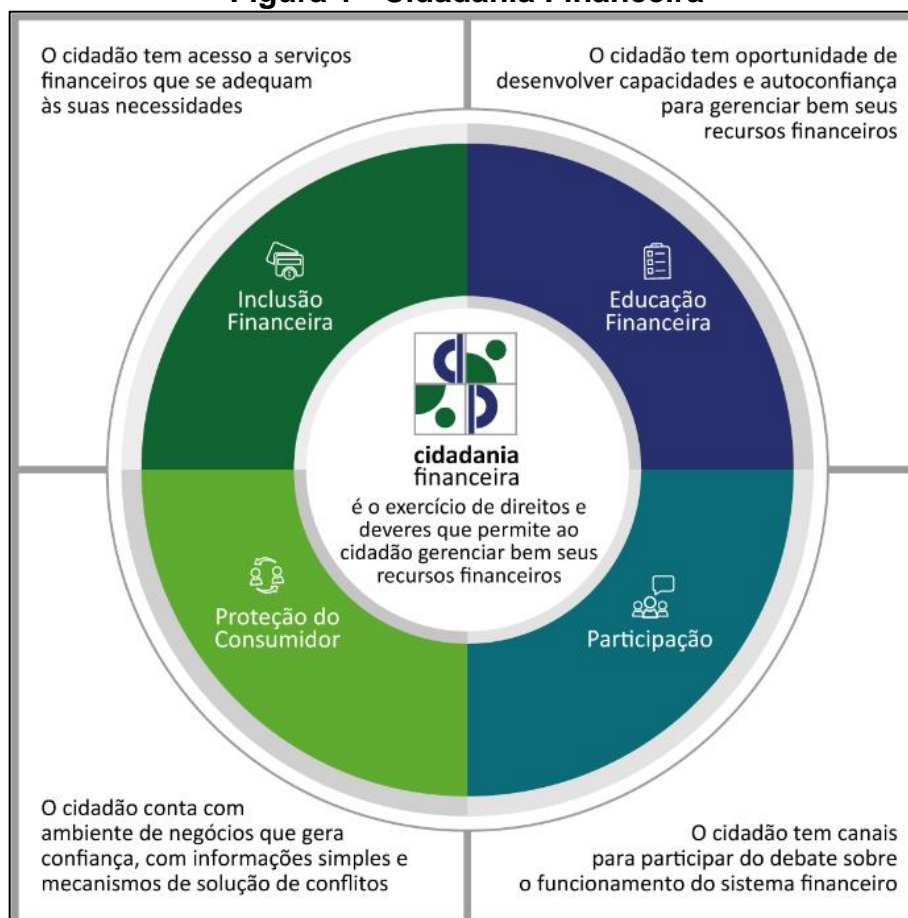 O cidadão tem acesso a serviços
financeiros que se adequam
às suas necessidades
O cidadão tem oportunidade de
desenvolver capacidades e autoconfiança
para gerenciar bem seus
recursos financeiros
Inclusão
Financeira
Educação
Financeira
cidadania
financeira
é o exercício de direitos e
deveres que permite ao
cidadão gerenciar bem seus
recursos financeiros
Proteção do
Consumidor
Participação
O cidadão conta com
ambiente de negócios que gera
confiança, com informações simples e
mecanismos de solução de conflitos
O cidadão tem canais
para participar do debate sobre
o funcionamento do sistema financeiro